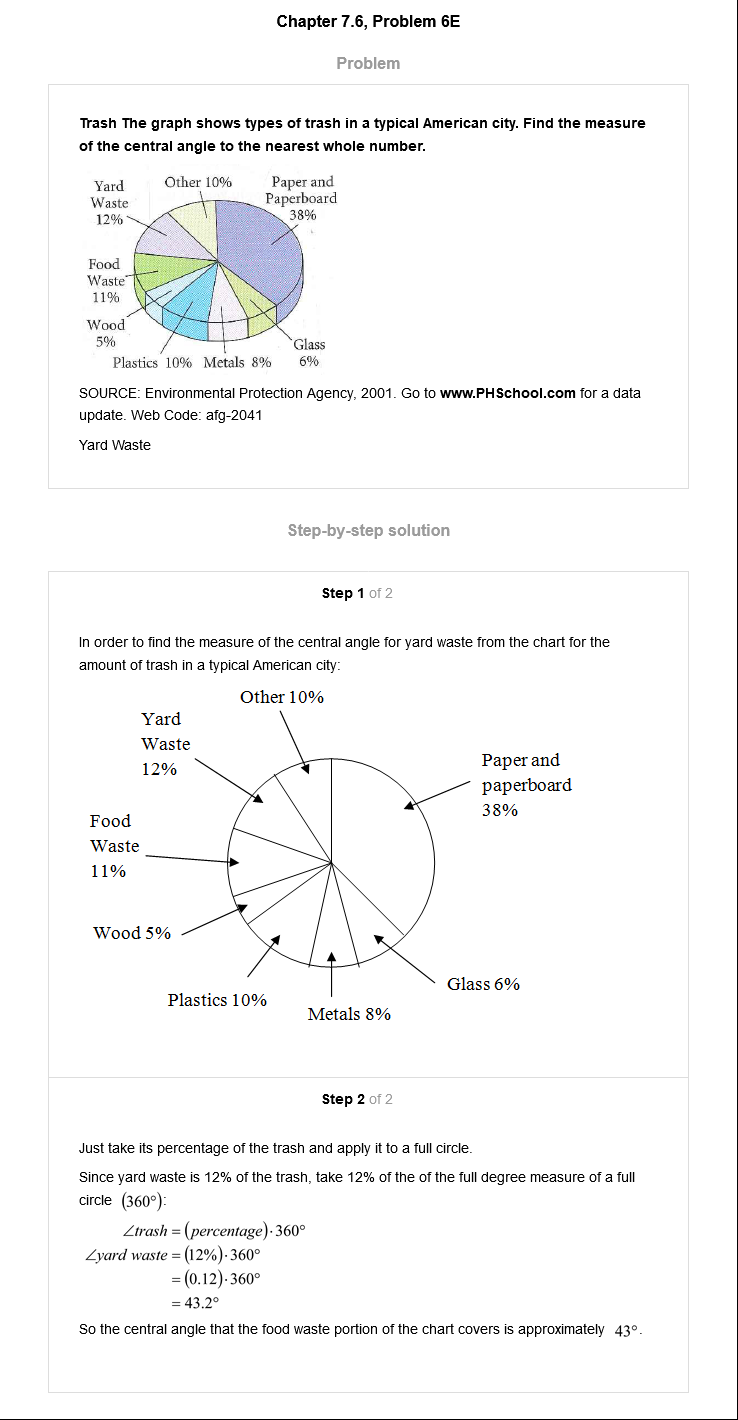 Chapter 7.6, Problem 6E
Problem
Trash The graph shows types of trash in a typical American city. Find the measure
of the central angle to the nearest whole number.
Yard
Waste
12%
Other 10%
Paper and
Paperboard
38%
Food
Waste
11%
Wood
5%
Plastics 10%
Metals 8%
Glass
6%
SOURCE: Environmental Protection Agency, 2001. Go to www.PHSchool.com for a data
update. Web Code: afg-2041
Yard Waste
Step-by-step solution
Step 1 of 2
In order to find the measure of the central angle for yard waste from the chart for the
amount of trash in a typical American city:
Other 10%
Yard
Waste
12%
Paper and
paperboard
38%
Food
Waste
11%
Wood 5%
Plastics 10%
Metals 8%
Glass 6%
Step 2 of 2
Just take its percentage of the trash and apply it to a full circle.
Since yard waste is 12% of the trash, take 12% of the of the full degree measure of a full
circle (360°):
∠trash = (percentage)·360°
∠yard waste = (12%)·360°
= (0.12)·360°
= 43.2°
So the central angle that the food waste portion of the chart covers is approximately 43°.